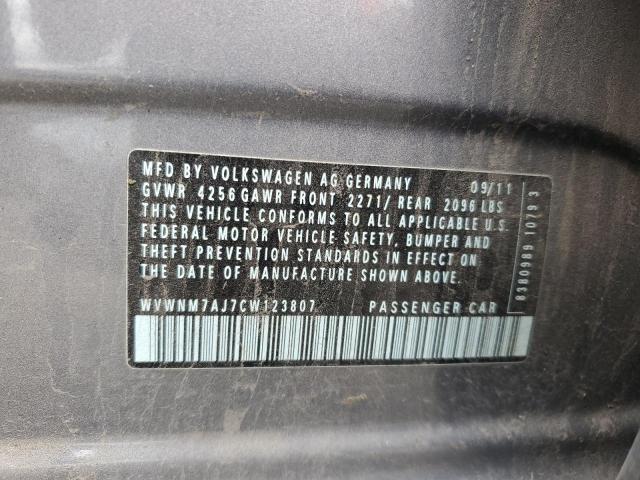 MFD BY VOLKSWAGEN AG GERMANY 09/11
GVWR 4256 GAWR FRONT 2271/ REAR 2096 LBS
THIS VEHICLE CONFORMS TO ALL APPLICABLE U.S.
FEDERAL MOTOR VEHICLE SAFETY, BUMPER AND
THEFT PREVENTION STANDARDS IN EFFECT ON
THE DATE OF MANUFACTURE SHOWN ABOVE.
WVWNM7AJ7CW123807 PASSENGER CAR
8380989 10793